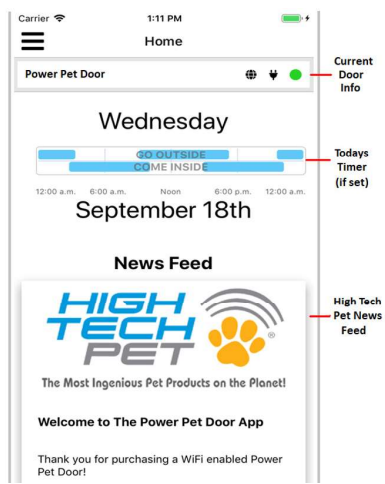 Carrier 1:11 PM
Home
Power Pet Door
Current
Door
Info
Wednesday
GO OUTSIDE
COME INSIDE
12:00 a.m. 6:00 a.m. Noon 6:00 p.m. 12:00 a.m.
Todays
Timer
(if set)
September 18th
News Feed
HIGH
TECH
PET
®
The Most Ingenious Pet Products on the Planet!
High Tech
Pet News
Feed
Welcome to The Power Pet Door App
Thank you for purchasing a WiFi enabled Power
Pet Door!